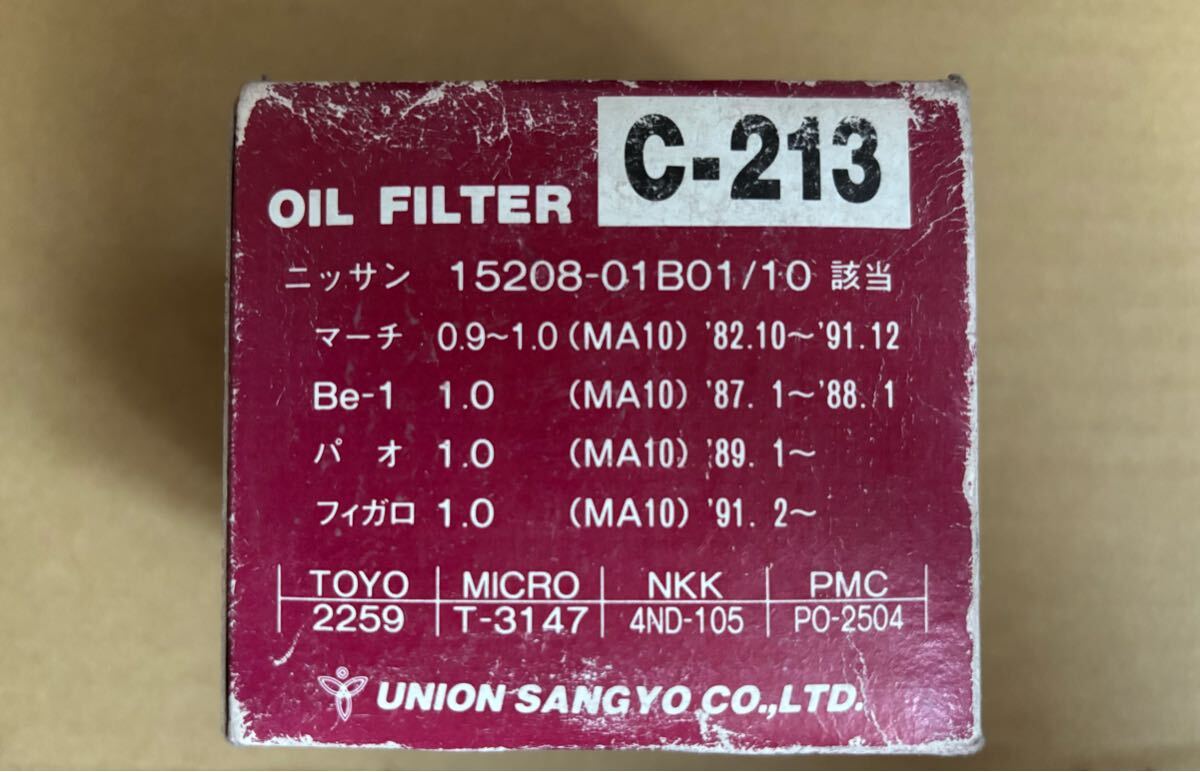 C-213
OIL FILTER
ニッサン 15208-01B01/10 該当
マーチ 0.9~1.0 (MA10) '82.10~'91.12
Be-1 1.0 (MA10) '87. 1~'88. 1
パオ 1.0 (MA10) '89. 1~
フィガロ 1.0 (MA10) '91. 2~
TOYO MICRO NKK PMC
2259 T-3147 4ND-105 PO-2504
UNION SANGYO CO.,LTD.